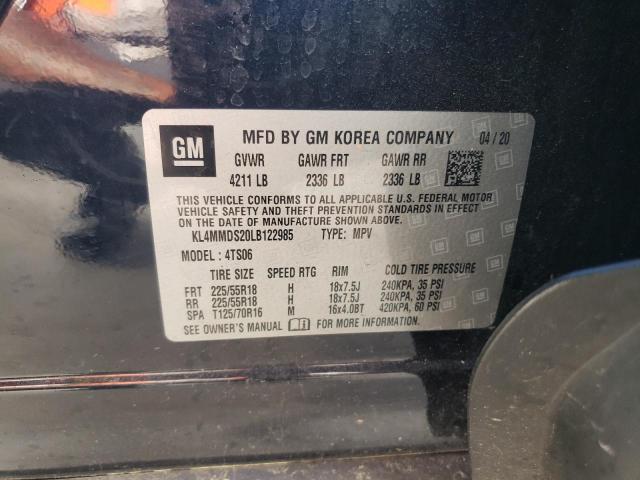 GM MFD BY GM KOREA COMPANY 04/20
GVWR GAWR FRT GAWR RR
4211 LB 2336 LB 2336 LB
THIS VEHICLE CONFORMS TO ALL APPLICABLE U.S. FEDERAL MOTOR
VEHICLE SAFETY AND THEFT PREVENTION STANDARDS IN EFFECT
ON THE DATE OF MANUFACTURE SHOWN ABOVE.
KL4MMDS20LB122985 TYPE: MPV
MODEL: 4TS06
TIRE SIZE SPEED RTG RIM COLD TIRE PRESSURE
FRT 225/55R18 H 18x7.5J 240KPA, 35 PSI
RR 225/55R18 H 18x7.5J 240KPA, 35 PSI
SPA T125/70R16 M 16x4.0BT 420KPA, 60 PSI
SEE OWNER'S MANUAL FOR MORE INFORMATION.